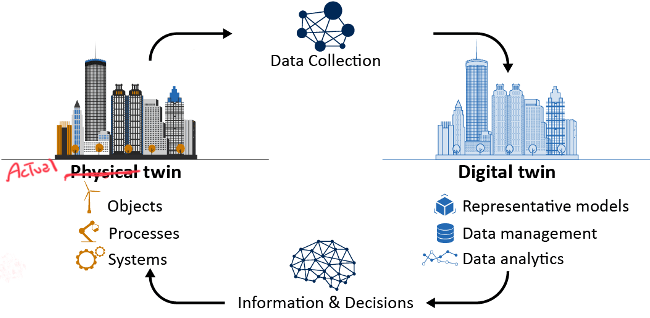 Data Collection
Actual Physical twin
Digital twin
Objects
Processes
Systems
Representative models
Data management
Data analytics
Information & Decisions